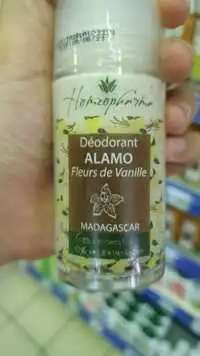 Homeopharma
Déodorant
ALAMO
Fleurs de Vanille
MADAGASCAR